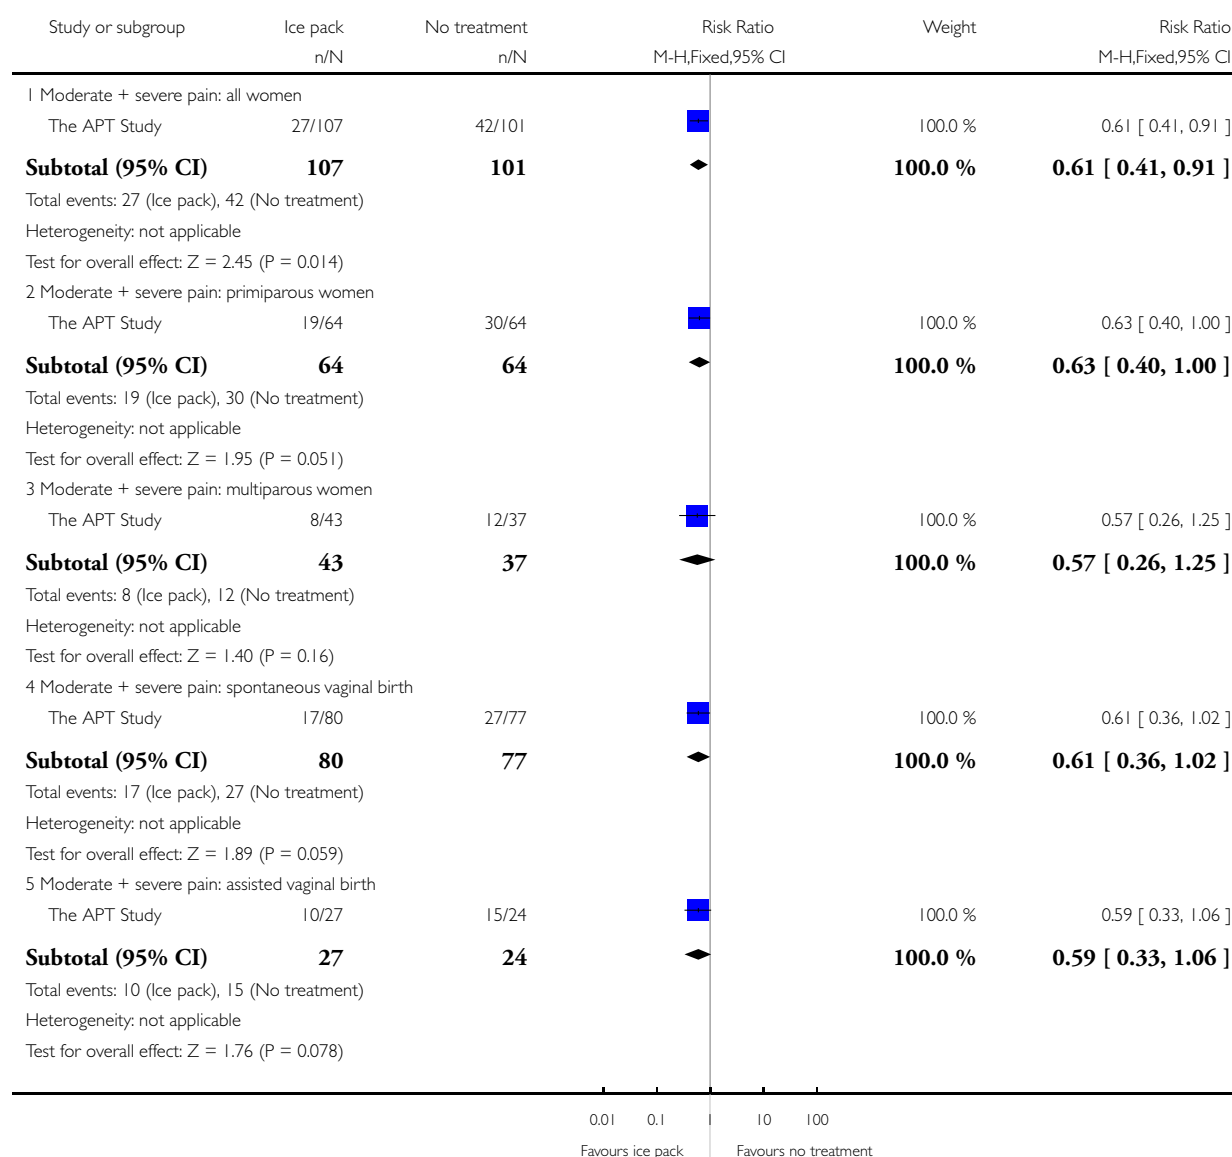 Study or subgroup Ice pack No treatment Risk Ratio Weight Risk Ratio
n/N n/N M-H,Fixed,95% CI M-H,Fixed,95% CI
1 Moderate + severe pain: all women
The APT Study 27/107 42/101 100.0 % 0.61 [ 0.41, 0.91 ]
Subtotal (95% CI) 107 101 100.0 % 0.61 [ 0.41, 0.91 ]
Total events: 27 (Ice pack), 42 (No treatment)
Heterogeneity: not applicable
Test for overall effect: Z = 2.45 (P = 0.014)
2 Moderate + severe pain: primiparous women
The APT Study 19/64 30/64 100.0 % 0.63 [ 0.40, 1.00 ]
Subtotal (95% CI) 64 64 100.0 % 0.63 [ 0.40, 1.00 ]
Total events: 19 (Ice pack), 30 (No treatment)
Heterogeneity: not applicable
Test for overall effect: Z = 1.95 (P = 0.051)
3 Moderate + severe pain: multiparous women
The APT Study 8/43 12/37 100.0 % 0.57 [ 0.26, 1.25 ]
Subtotal (95% CI) 43 37 100.0 % 0.57 [ 0.26, 1.25 ]
Total events: 8 (Ice pack), 12 (No treatment)
Heterogeneity: not applicable
Test for overall effect: Z = 1.40 (P = 0.16)
4 Moderate + severe pain: spontaneous vaginal birth
The APT Study 17/80 27/77 100.0 % 0.61 [ 0.36, 1.02 ]
Subtotal (95% CI) 80 77 100.0 % 0.61 [ 0.36, 1.02 ]
Total events: 17 (Ice pack), 27 (No treatment)
Heterogeneity: not applicable
Test for overall effect: Z = 1.89 (P = 0.059)
5 Moderate + severe pain: assisted vaginal birth
The APT Study 10/27 15/24 100.0 % 0.59 [ 0.33, 1.06 ]
Subtotal (95% CI) 27 24 100.0 % 0.59 [ 0.33, 1.06 ]
Total events: 10 (Ice pack), 15 (No treatment)
Heterogeneity: not applicable
Test for overall effect: Z = 1.76 (P = 0.078)
0.01 0.1 1 10 100
Favours ice pack Favours no treatment